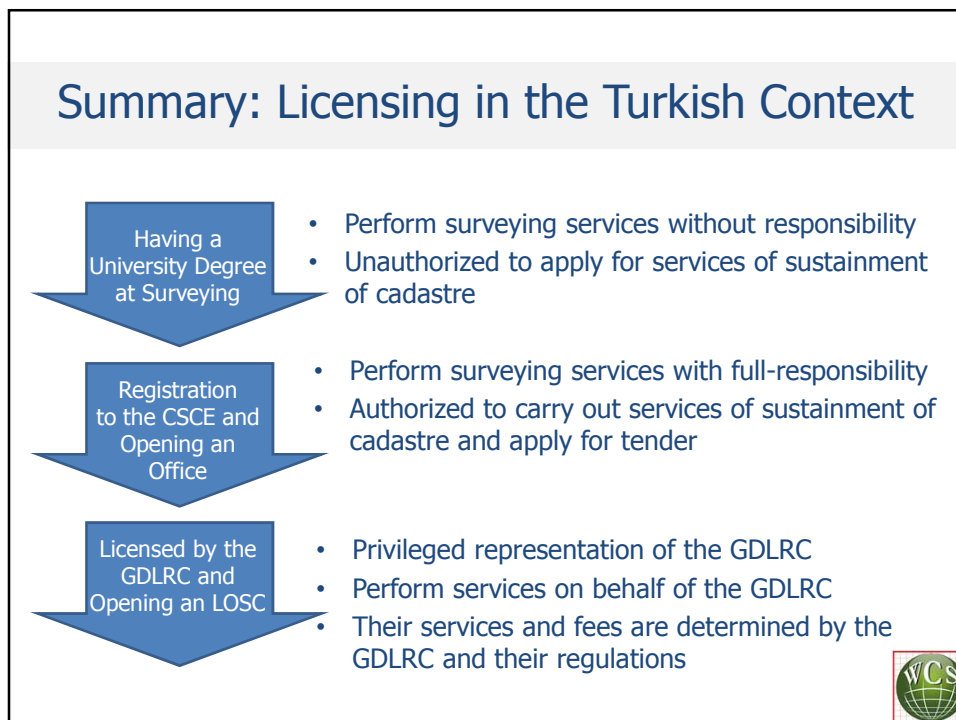 Summary: Licensing in the Turkish Context
Having a
University Degree
at Surveying
• Perform surveying services without responsibility
• Unauthorized to apply for services of sustainment
of cadastre
Registration
to the CSCE and
Opening an
Office
• Perform surveying services with full-responsibility
• Authorized to carry out services of sustainment of
cadastre and apply for tender
Licensed by the
GDLRC and
Opening an LOSC
• Privileged representation of the GDLRC
• Perform services on behalf of the GDLRC
• Their services and fees are determined by the
GDLRC and their regulations
WCS